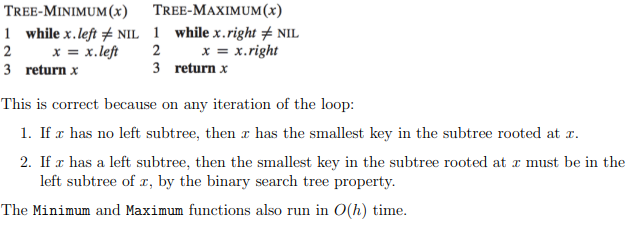 TREE-MINIMUM(x) TREE-MAXIMUM(x)
1 while x.left ≠ NIL 1 while x.right ≠ NIL
2 x = x.left 2 x = x.right
3 return x 3 return x
This is correct because on any iteration of the loop:
1. If x has no left subtree, then x has the smallest key in the subtree rooted at x.
2. If x has a left subtree, then the smallest key in the subtree rooted at x must be in the
left subtree of x, by the binary search tree property.
The Minimum and Maximum functions also run in O(h) time.